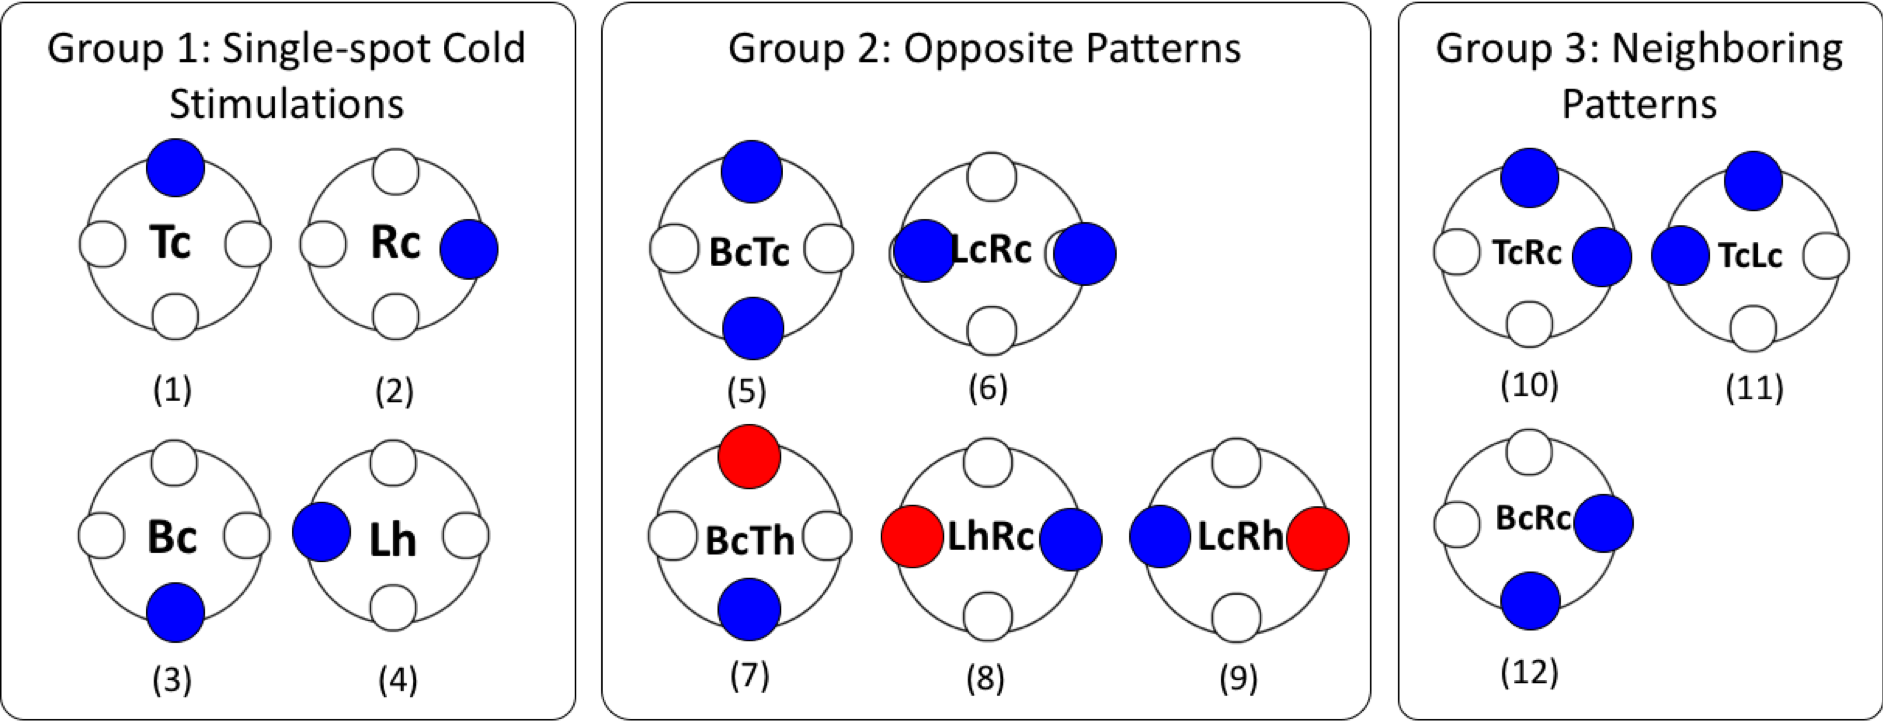 Group 1: Single-spot Cold
Stimulations
Tc
Rc
(1)
(2)
Bc
Lh
(3)
(4)
Group 2: Opposite Patterns
BcTc
LcRc
(5)
(6)
BcTh
LhRc
LcRh
(7)
(8)
(9)
Group 3: Neighboring
Patterns
TcRc
TcLc
(10)
(11)
BcRc
(12)